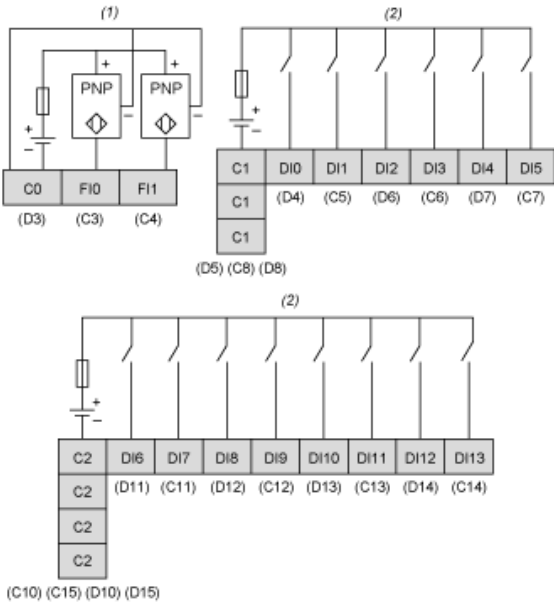 (1)
+ +
PNP PNP
– –
+
–
C0 FI0 FI1
(D3) (C3) (C4)
(2)
+
–
C1 DI0 DI1 DI2 DI3 DI4 DI5
(D4) (C5) (D6) (C6) (D7) (C7)
C1
C1
(D5) (C8) (D8)
(2)
+
–
C2 DI6 DI7 DI8 DI9 DI10 DI11 DI12 DI13
(D11) (C11) (D12) (C12) (D13) (C13) (D14) (C14)
C2
C2
C2
(C10) (C15) (D10) (D15)